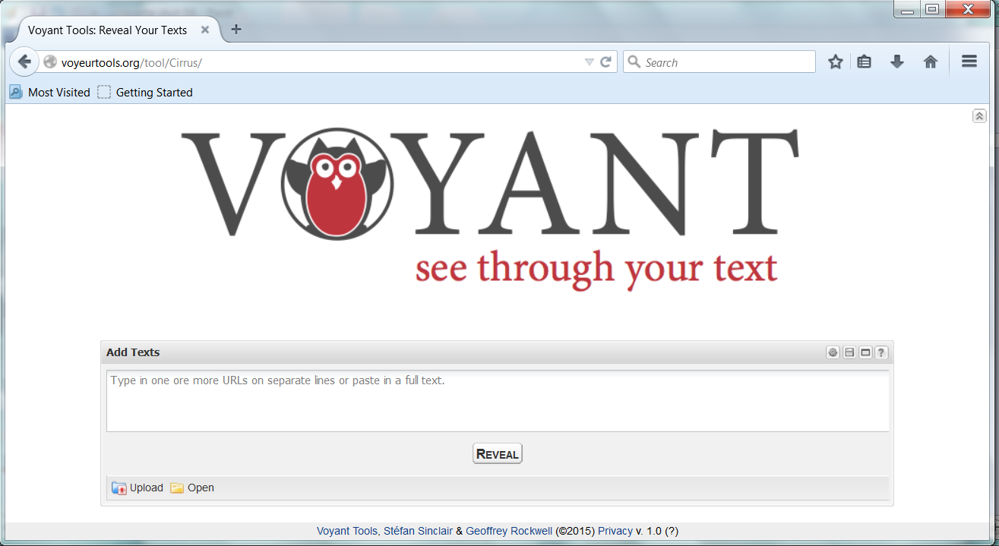 Voyant Tools: Reveal Your Texts
voyeurtools.org/tool/Cirrus/
Search
Most Visited
Getting Started
VOYANT
see through your text
Add Texts
Type in one ore more URLs on separate lines or paste in a full text.
REVEAL
Upload
Open
Voyant Tools, Stéfan Sinclair & Geoffrey Rockwell (©2015) Privacy v. 1.0 (?)